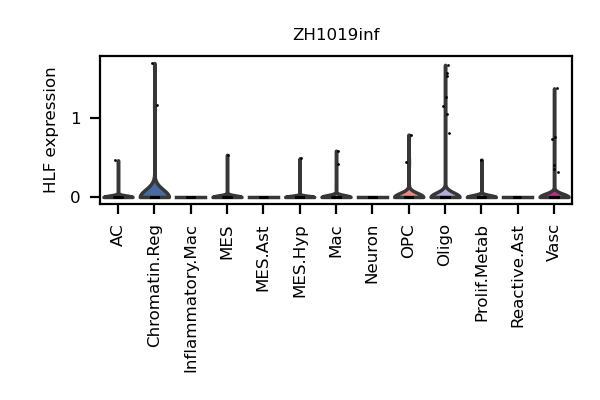 ZH1019inf
HLF expression
1
0
AC
Chromatin.Reg
Inflammatory.Mac
MES
MES.Ast
MES.Hyp
Mac
Neuron
OPC
Oligo
Prolif.Metab
Reactive.Ast
Vasc